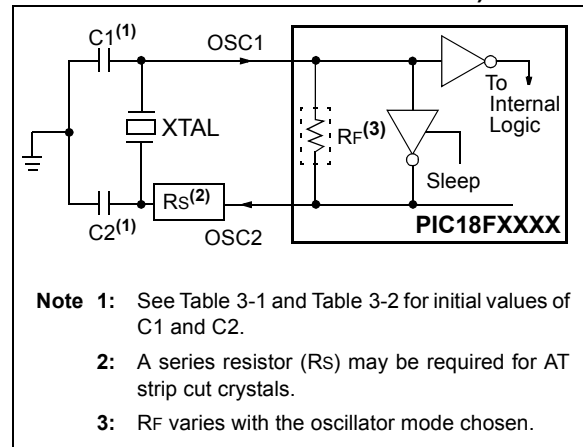 C1(1)
OSC1
To
Internal
Logic
XTAL
RF(3)
Sleep
C2(1)
RS(2)
OSC2
PIC18FXXXX
Note 1: See Table 3-1 and Table 3-2 for initial values of
C1 and C2.
2: A series resistor (RS) may be required for AT
strip cut crystals.
3: RF varies with the oscillator mode chosen.